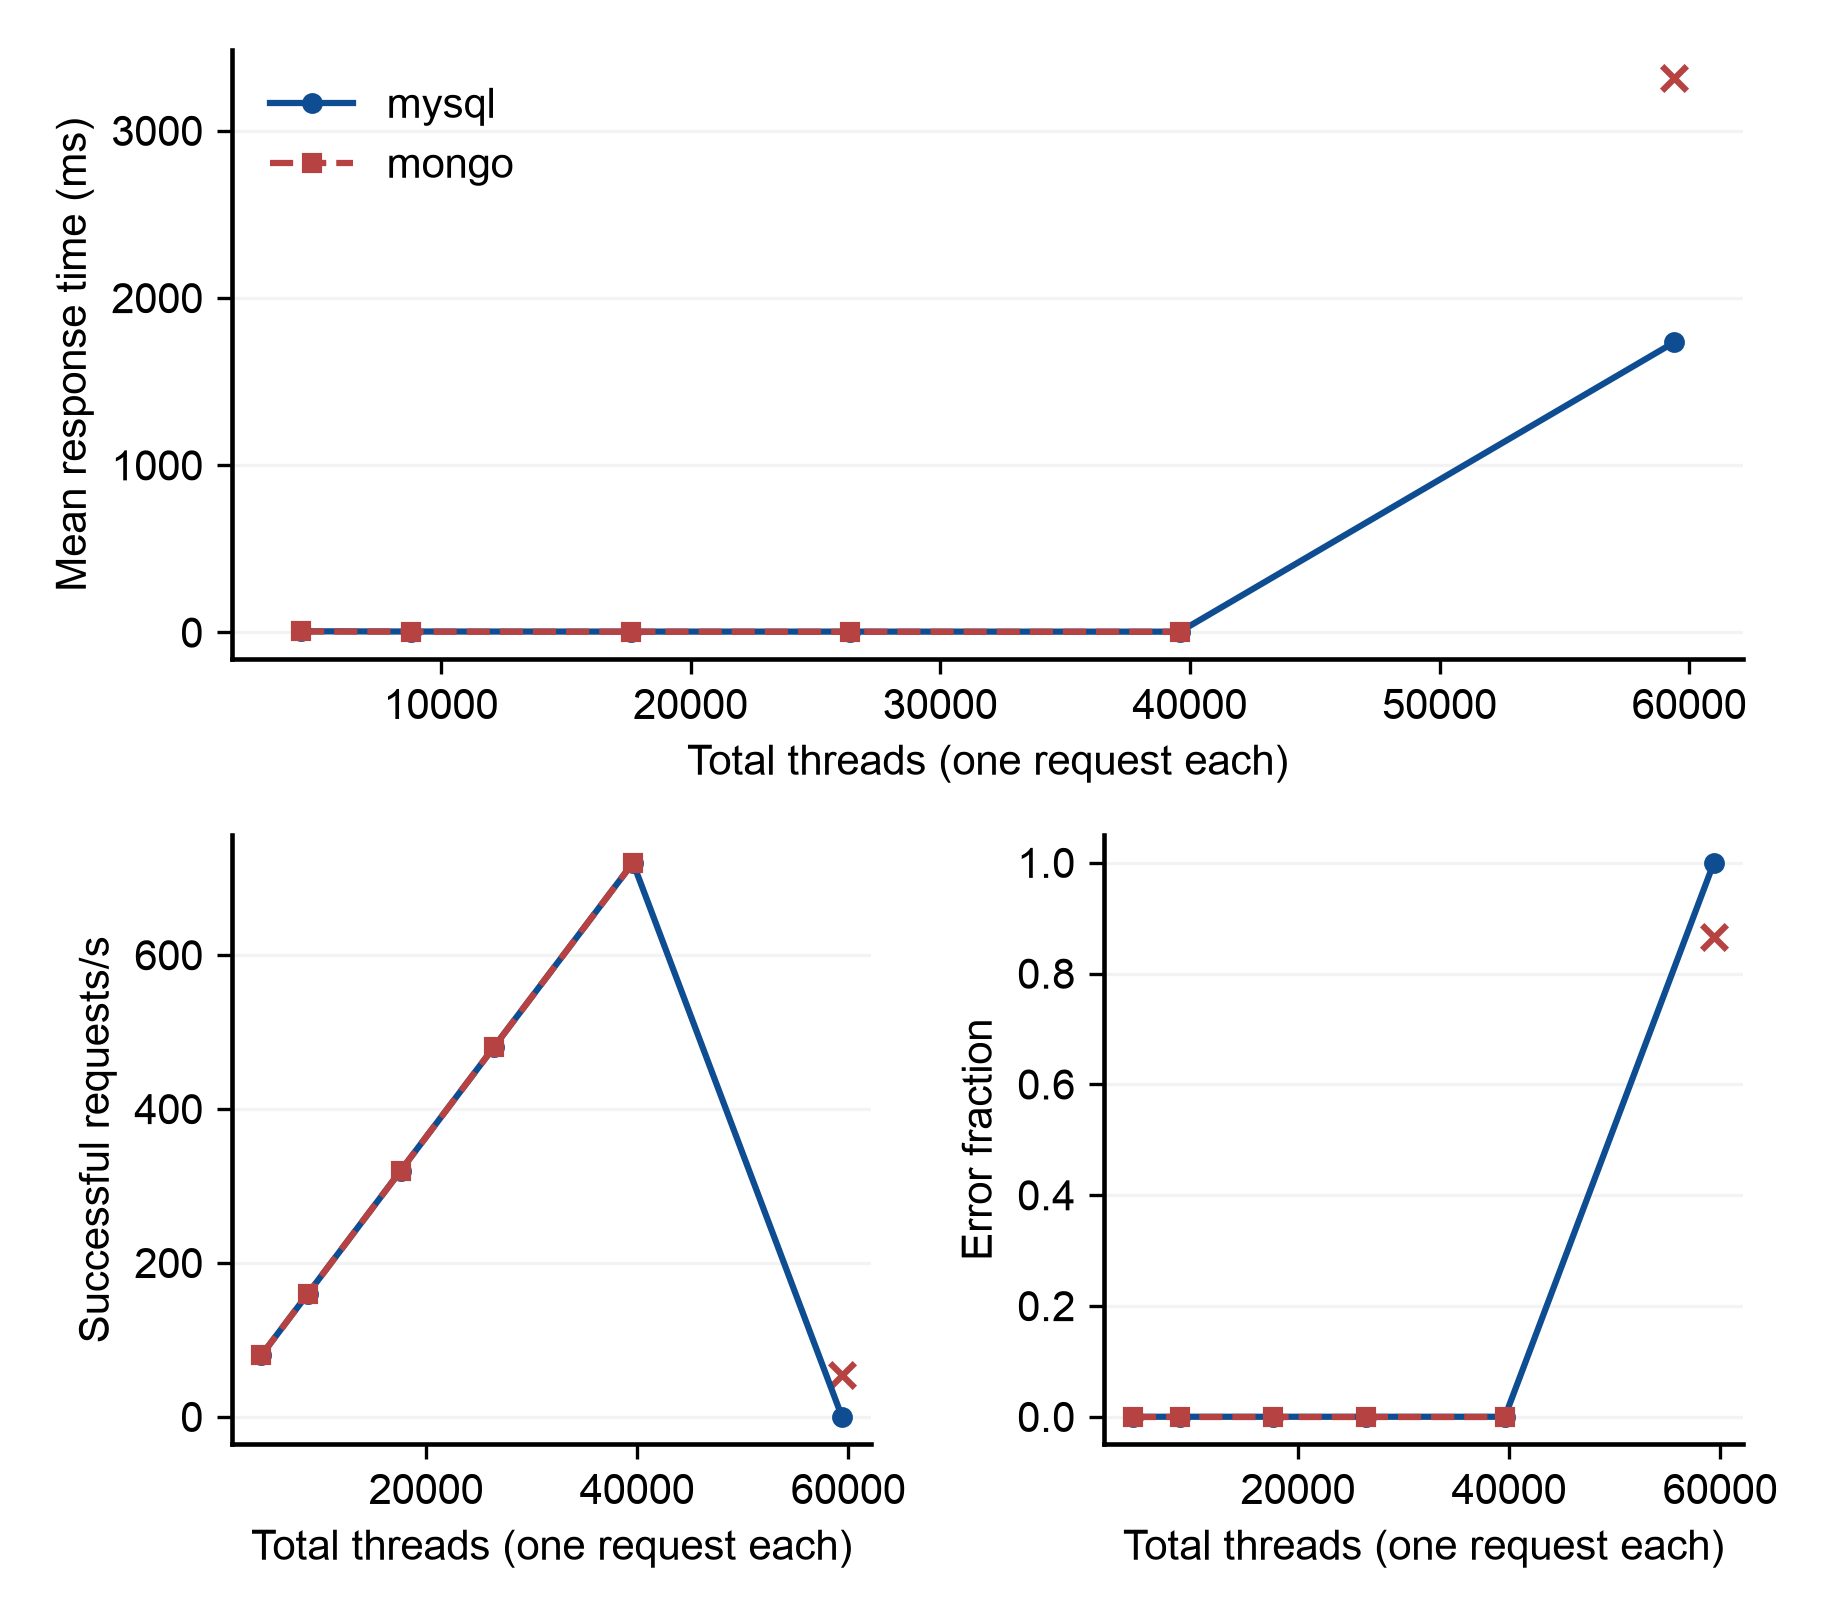 mysql
mongo
Mean response time (ms)
3000
2000
1000
0
10000 20000 30000 40000 50000 60000
Total threads (one request each)
Successful requests/s
600
400
200
0
20000 40000 60000
Total threads (one request each)
Error fraction
1.0
0.8
0.6
0.4
0.2
0.0
20000 40000 60000
Total threads (one request each)